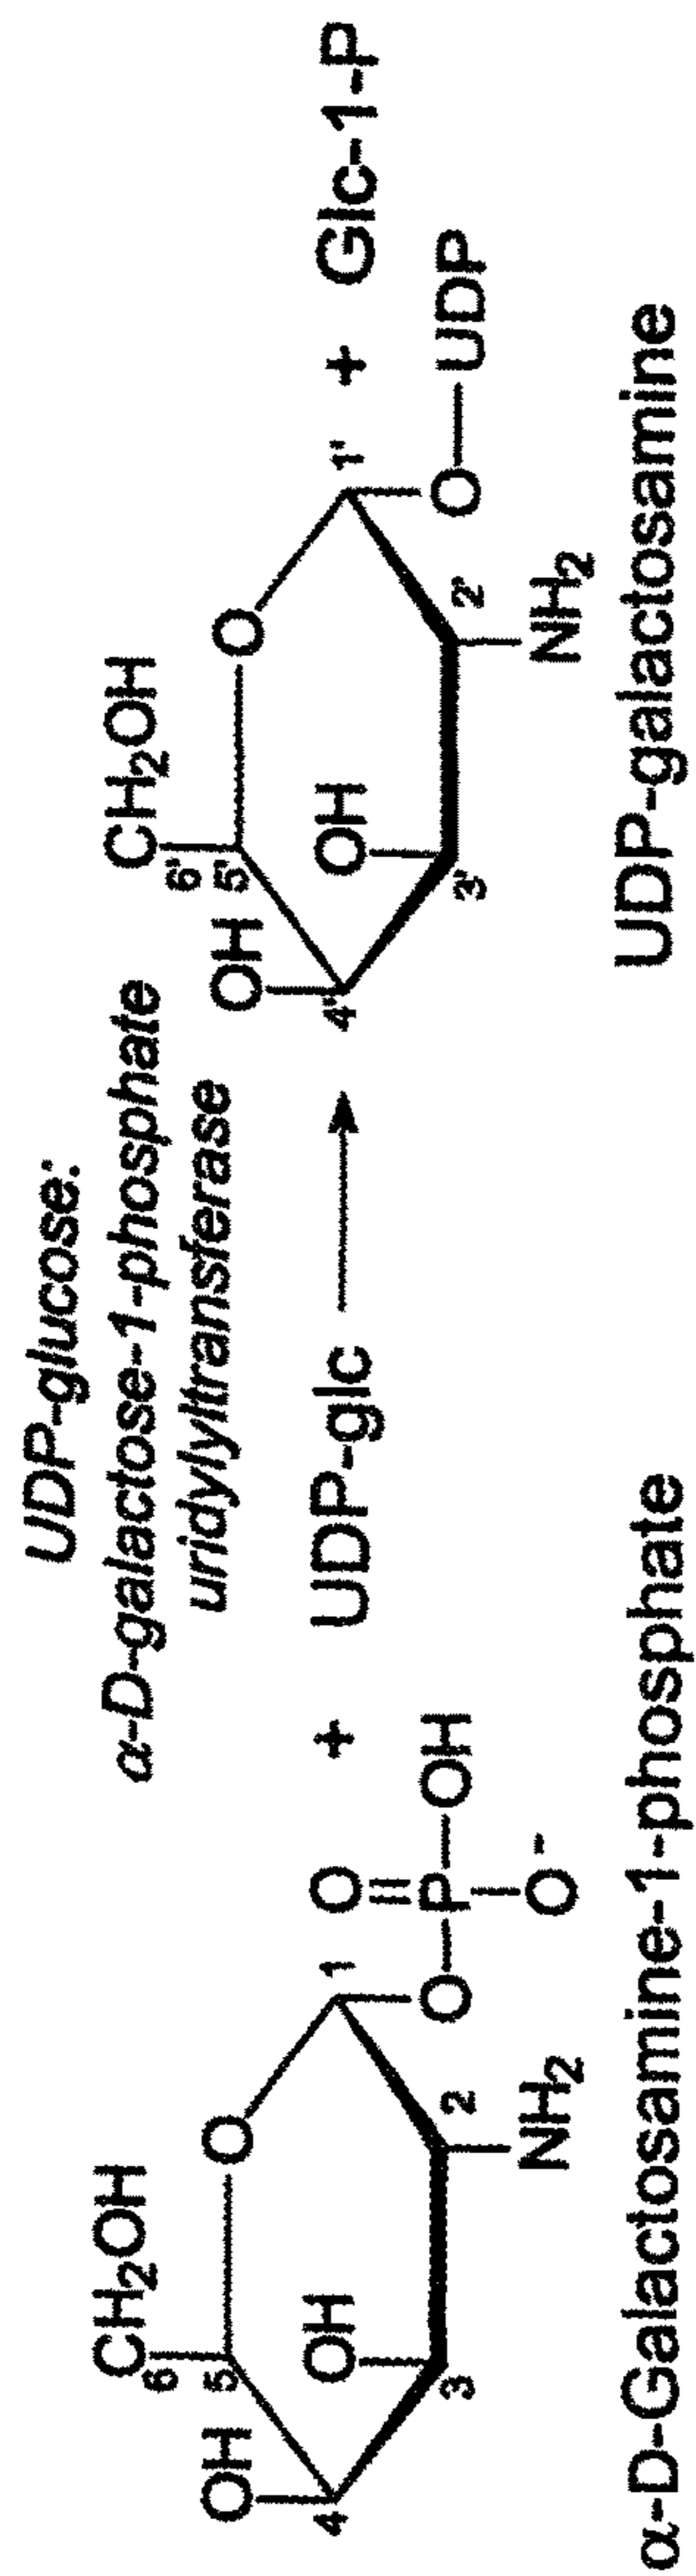 UDP-glucose:
α-D-galactose-1-phosphate
uridylyltransferase
CH2OH
6
5
OH
4
OH
3
2
NH2
O
1
O
O
P
OH
O-
+ UDP-glc
CH2OH
6'
5'
OH
4'
OH
3'
2'
NH2
O
1'
O
UDP
+ Glc-1-P
α-D-Galactosamine-1-phosphate
UDP-galactosamine